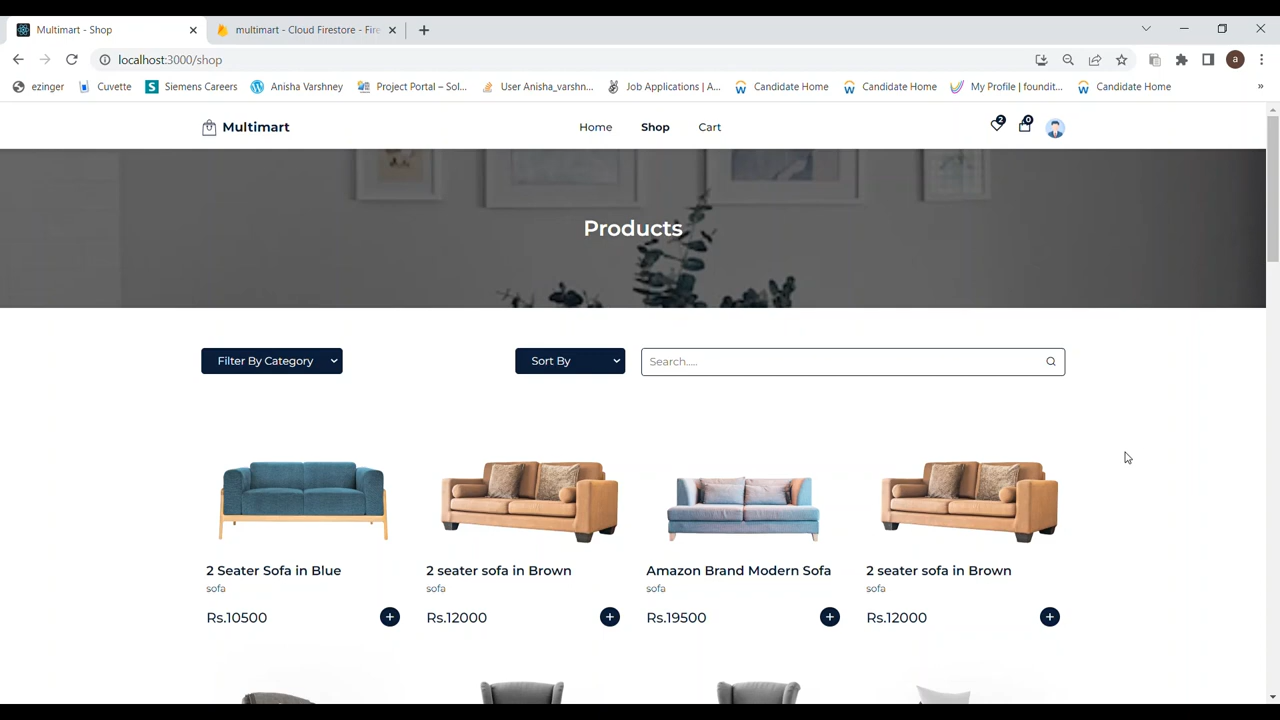 Multimart - Shop
multimart - Cloud Firestore - Fire
localhost:3000/shop
a
ezinger
Cuvette
S Siemens Careers
Anisha Varshney
Project Portal – Sol...
User Anisha_varshn...
Job Applications | A...
Candidate Home
Candidate Home
My Profile | foundit...
Candidate Home
»
Multimart
Home
Shop
Cart
2
0
Products
Filter By Category
Sort By
Search.....
2 Seater Sofa in Blue
2 seater sofa in Brown
Amazon Brand Modern Sofa
2 seater sofa in Brown
sofa
sofa
sofa
sofa
Rs.10500
+
Rs.12000
+
Rs.19500
+
Rs.12000
+